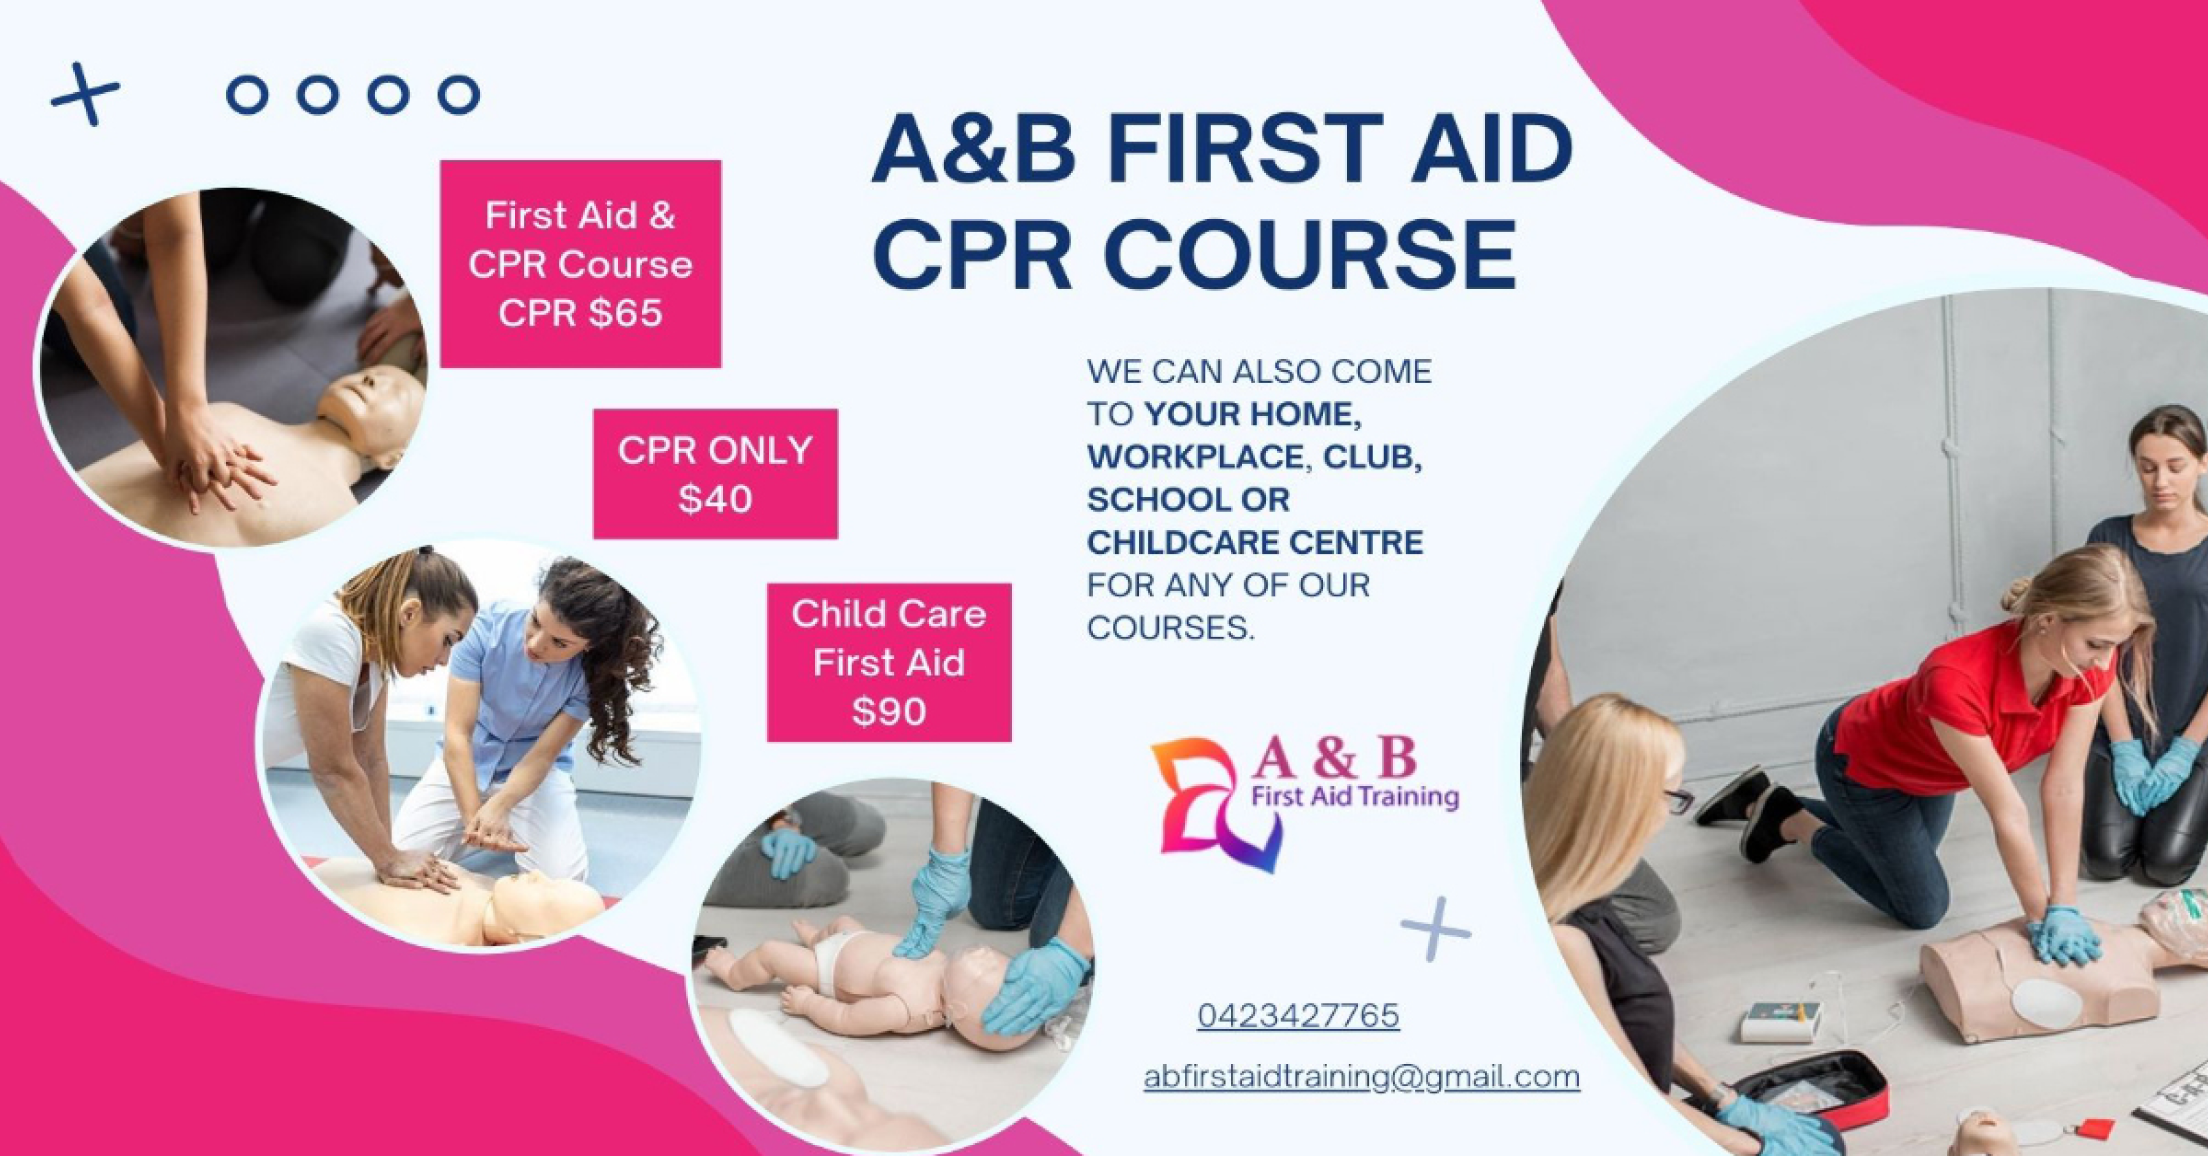 A&B FIRST AID
CPR COURSE
First Aid &
CPR Course
CPR $65
CPR ONLY
$40
Child Care
First Aid
$90
WE CAN ALSO COME
TO YOUR HOME,
WORKPLACE, CLUB,
SCHOOL OR
CHILDCARE CENTRE
FOR ANY OF OUR
COURSES.
A & B
First Aid Training
0423427765
abfirstaidtraining@gmail.com